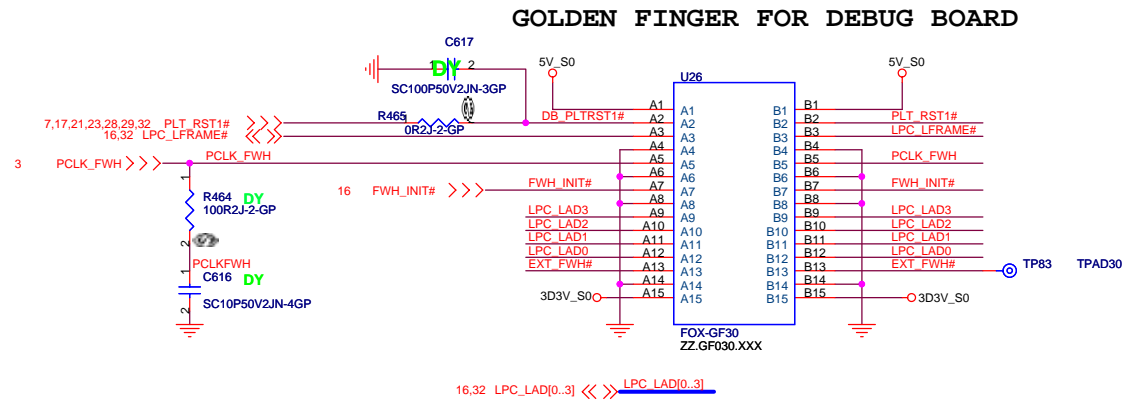 GOLDEN FINGER FOR DEBUG BOARD
C617
1 DY 2
SC100P50V2JN-3GP
5V_S0
U26
5V_S0
R465
0R2J-2-GP
7,17,21,23,28,29,32 PLT_RST1#
16,32 LPC_LFRAME#
3 PCLK_FWH
PCLK_FWH
R464 DY
100R2J-2-GP
2
PCLKFWH
1
C616 DY
SC10P50V2JN-4GP
2
16 FWH_INIT#
A1 A1 B1 B1
DB_PLTRST1# A2 A2 B2 B2 PLT_RST1#
A3 A3 B3 B3 LPC_LFRAME#
A4 A4 B4 B4
A5 A5 B5 B5 PCLK_FWH
A6 A6 B6 B6
FWH_INIT# A7 A7 B7 B7 FWH_INIT#
A8 A8 B8 B8
LPC_LAD3 A9 A9 B9 B9 LPC_LAD3
LPC_LAD2 A10 A10 B10 B10 LPC_LAD2
LPC_LAD1 A11 A11 B11 B11 LPC_LAD1
LPC_LAD0 A12 A12 B12 B12 LPC_LAD0
EXT_FWH# A13 A13 B13 B13 EXT_FWH# TP83 TPAD30
A14 A14 B14 B14
3D3V_S0 A15 A15 B15 B15 3D3V_S0
FOX-GF30
ZZ.GF030.XXX
16,32 LPC_LAD[0..3] LPC_LAD[0..3]